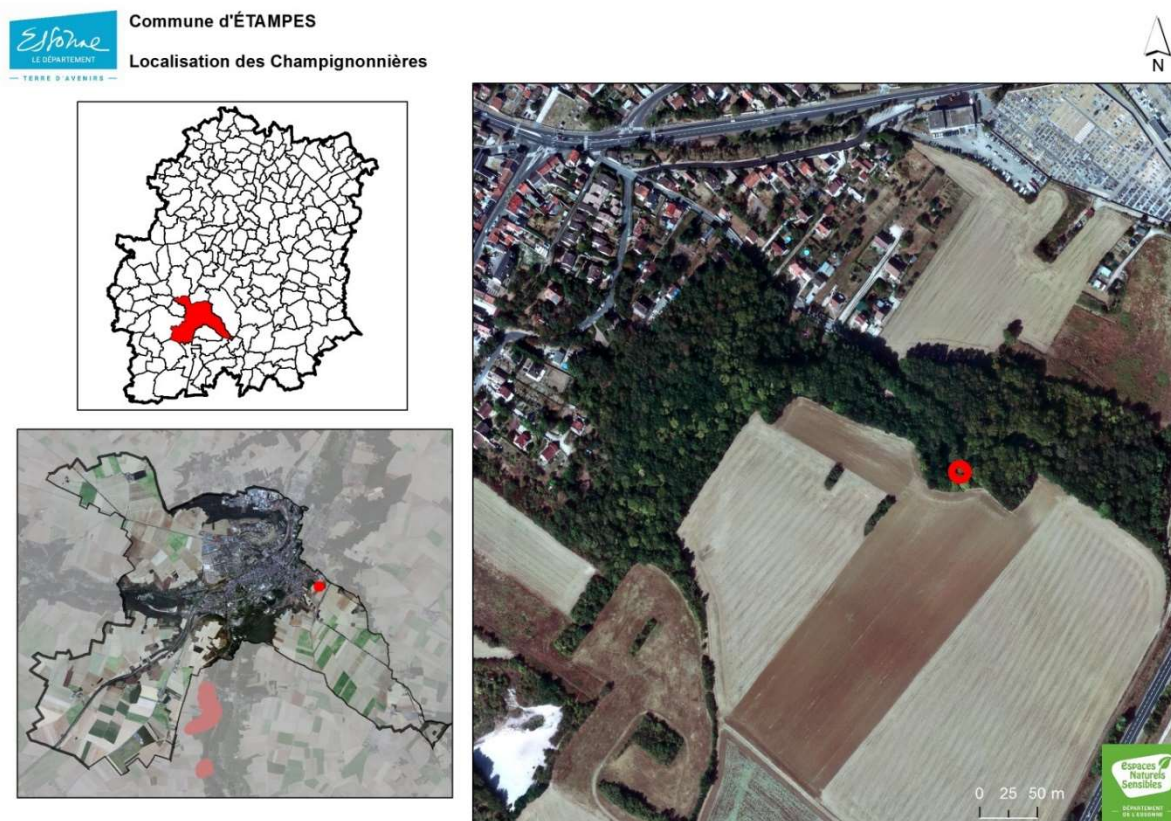 Essonne
LE DÉPARTEMENT
TERRE D'AVENIRS
Commune d'ÉTAMPES
Localisation des Champignonnières
N
0 25 50 m
Espaces
Naturels
Sensibles
DÉPARTEMENT
DE L'ESSONNE